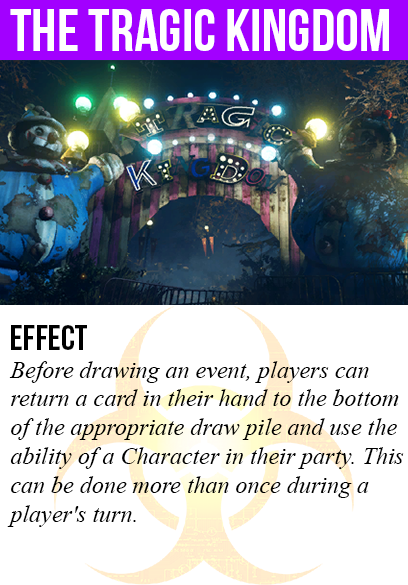 THE TRAGIC KINGDOM
TRAGIC
KINGDOM
EFFECT
Before drawing an event, players can
return a card in their hand to the bottom
of the appropriate draw pile and use the
ability of a Character in their party. This
can be done more than once during a
player's turn.